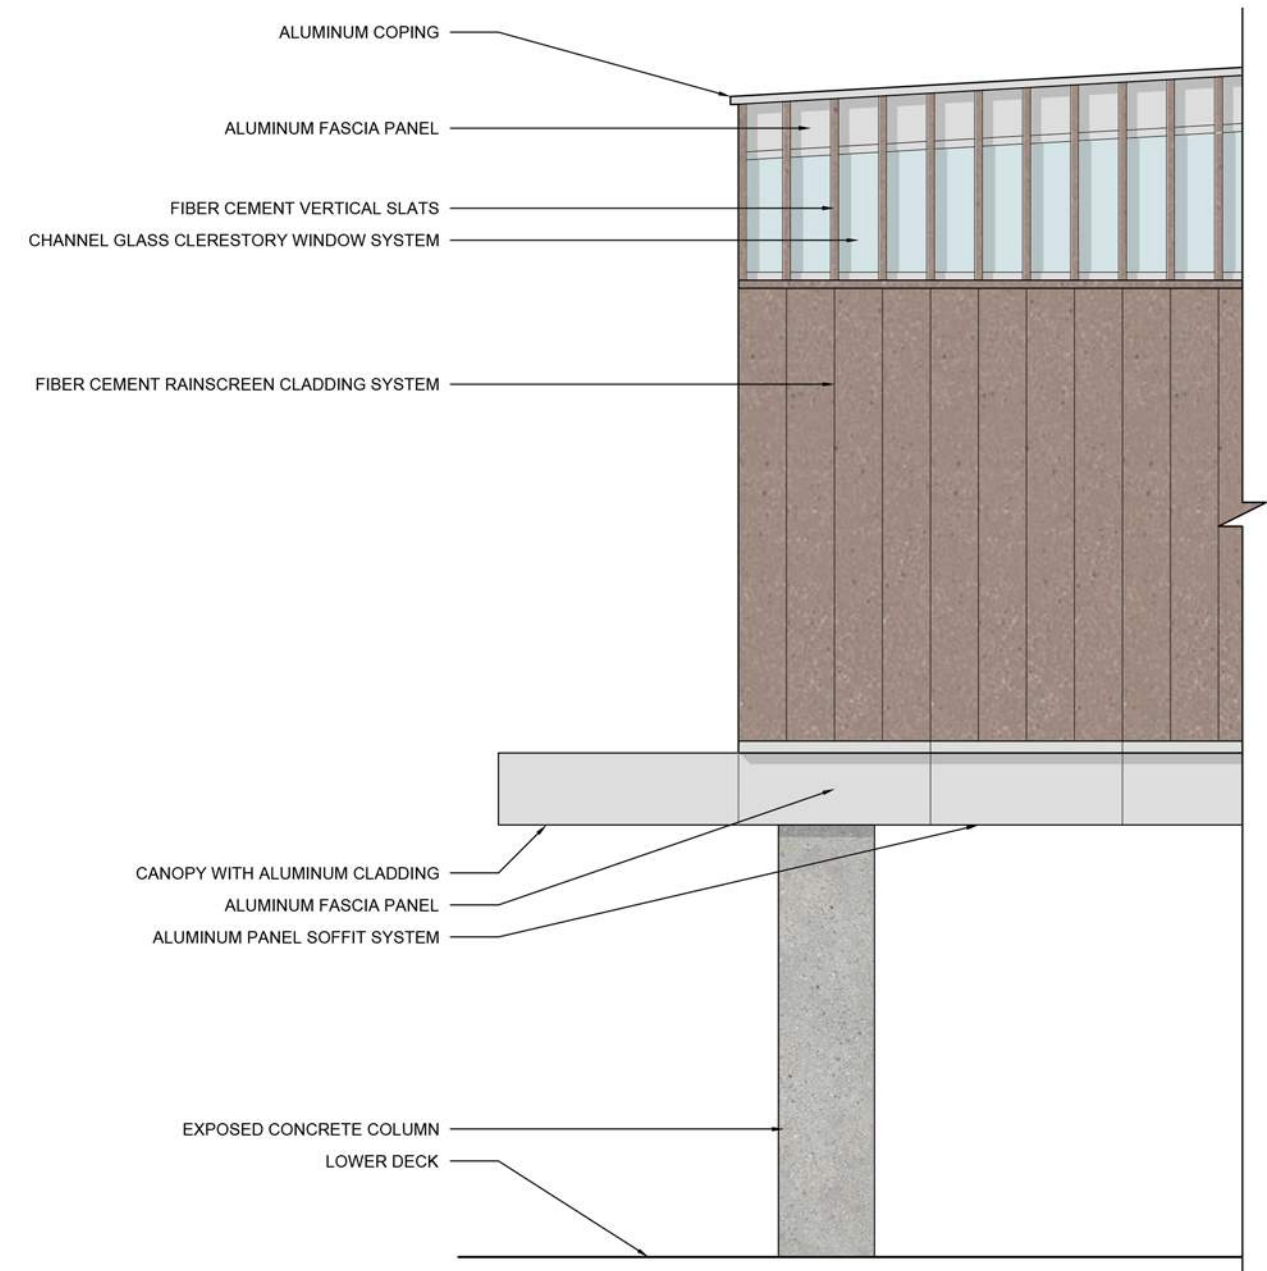 ALUMINUM COPING
ALUMINUM FASCIA PANEL
FIBER CEMENT VERTICAL SLATS
CHANNEL GLASS CLERESTORY WINDOW SYSTEM
FIBER CEMENT RAINSCREEN CLADDING SYSTEM
CANOPY WITH ALUMINUM CLADDING
ALUMINUM FASCIA PANEL
ALUMINUM PANEL SOFFIT SYSTEM
EXPOSED CONCRETE COLUMN
LOWER DECK